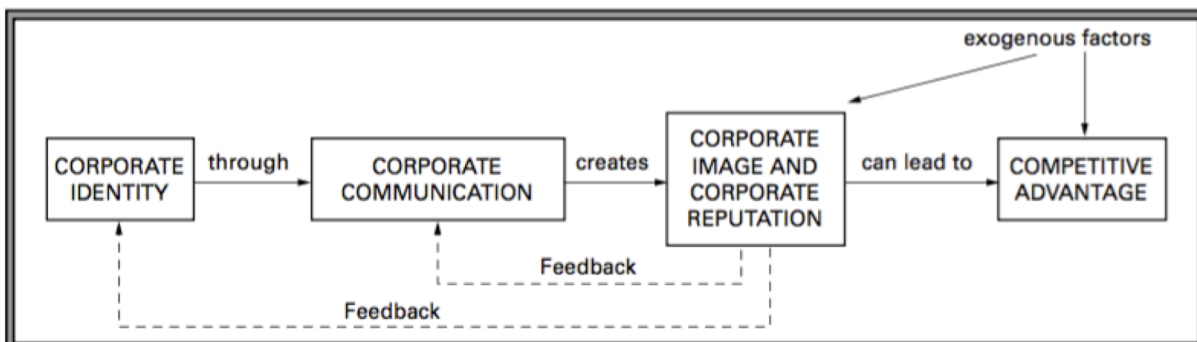 exogenous factors
CORPORATE
IDENTITY
through
CORPORATE
COMMUNICATION
creates
CORPORATE
IMAGE AND
CORPORATE
REPUTATION
can lead to
COMPETITIVE
ADVANTAGE
Feedback
Feedback